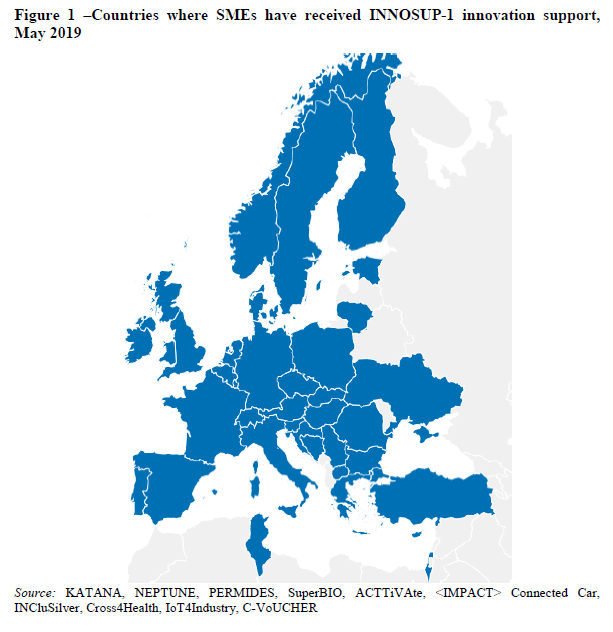 Figure 1 –Countries where SMEs have received INNOSUP-1 innovation support,
May 2019
Source: KATANA, NEPTUNE, PERMIDES, SuperBIO, ACTTiVAte, <IMPACT> Connected Car,
INCluSilver, Cross4Health, IoT4Industry, C-VoUCHER